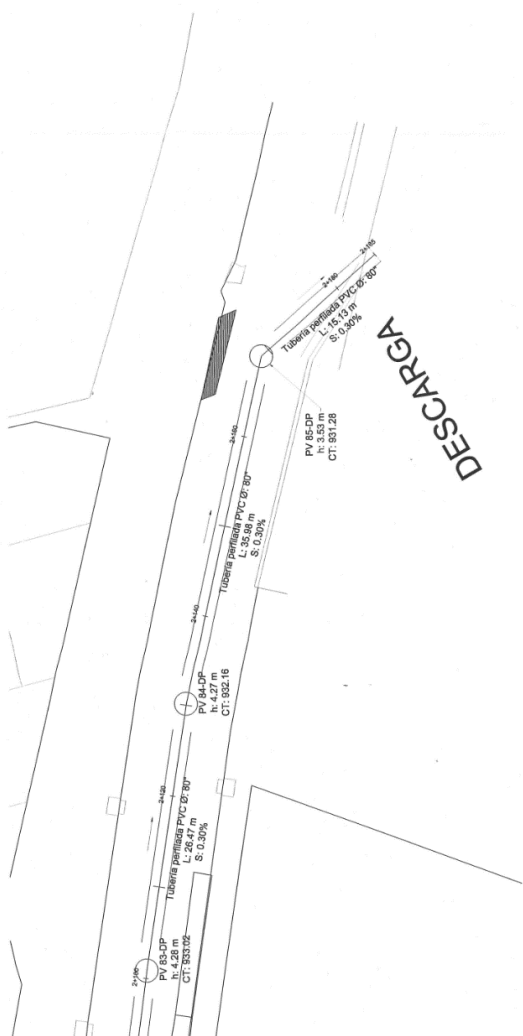 2+185
2+180
Tubería perfilada PVC Ø: 80"
L: 15.13 m
S: 0.30%
DESCARGA
PV 85-DP
h: 3.53 m
CT: 931.28
2+160
Tubería perfilada PVC Ø: 80"
L: 35.98 m
S: 0.30%
2+140
PV 84-DP
h: 4.27 m
CT: 932.16
2+120
Tubería perfilada PVC Ø: 80"
L: 26.47 m
S: 0.30%
PV 83-DP
h: 4.28 m
CT: 933.02
2+100